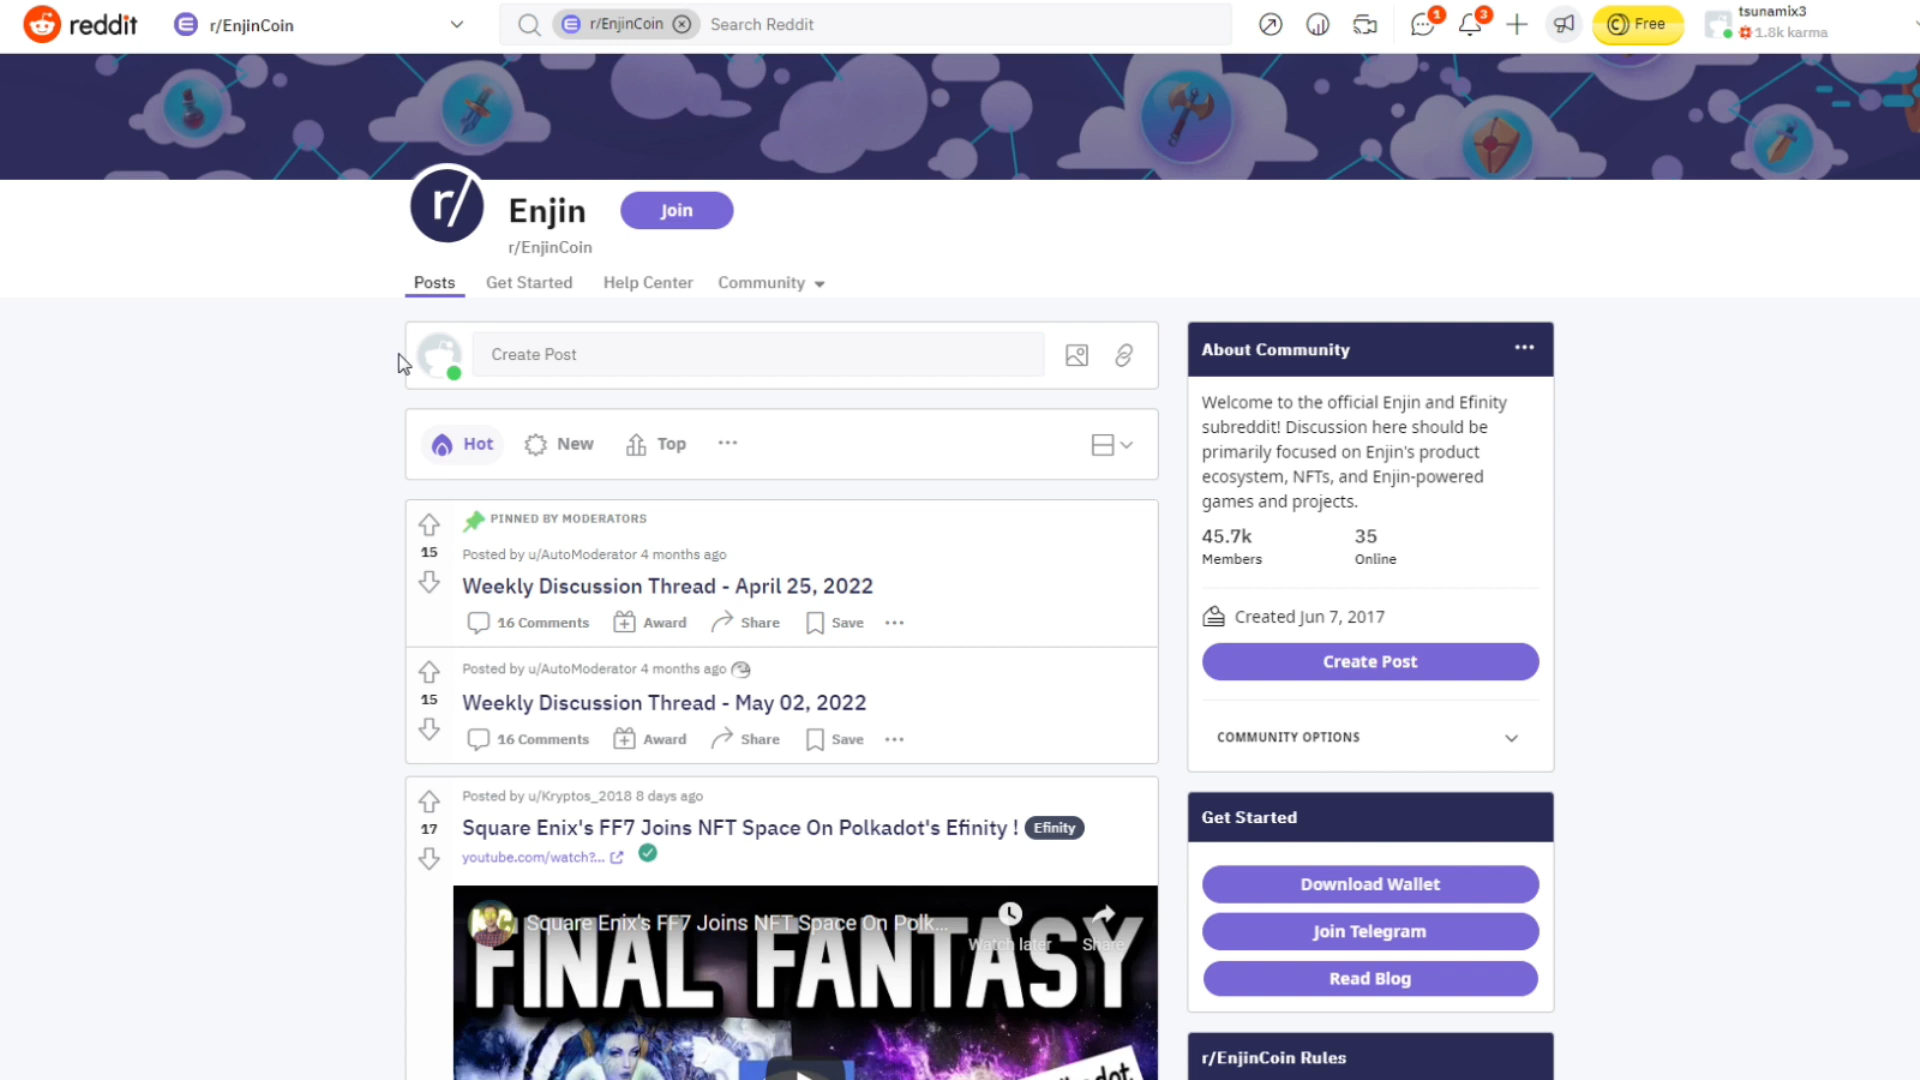 reddit
r/EnjinCoin
r/EnjinCoin
Search Reddit
1
3
Free
tsunamix3
1.8k karma
r/
Enjin
Join
r/EnjinCoin
Posts
Get Started
Help Center
Community
Create Post
Hot
New
Top
PINNED BY MODERATORS
15
Posted by u/AutoModerator 4 months ago
Weekly Discussion Thread - April 25, 2022
16 Comments
Award
Share
Save
Posted by u/AutoModerator 4 months ago
15
Weekly Discussion Thread - May 02, 2022
16 Comments
Award
Share
Save
Posted by u/Kryptos_2018 8 days ago
17
Square Enix's FF7 Joins NFT Space On Polkadot's Efinity !
Efinity
youtube.com/watch?...
Square Enix's FF7 Joins NFT Space On Polk...
Watch later
Share
FINAL FANTASY
About Community
Welcome to the official Enjin and Efinity
subreddit! Discussion here should be
primarily focused on Enjin's product
ecosystem, NFTs, and Enjin-powered
games and projects.
45.7k
Members
35
Online
Created Jun 7, 2017
Create Post
COMMUNITY OPTIONS
Get Started
Download Wallet
Join Telegram
Read Blog
r/EnjinCoin Rules